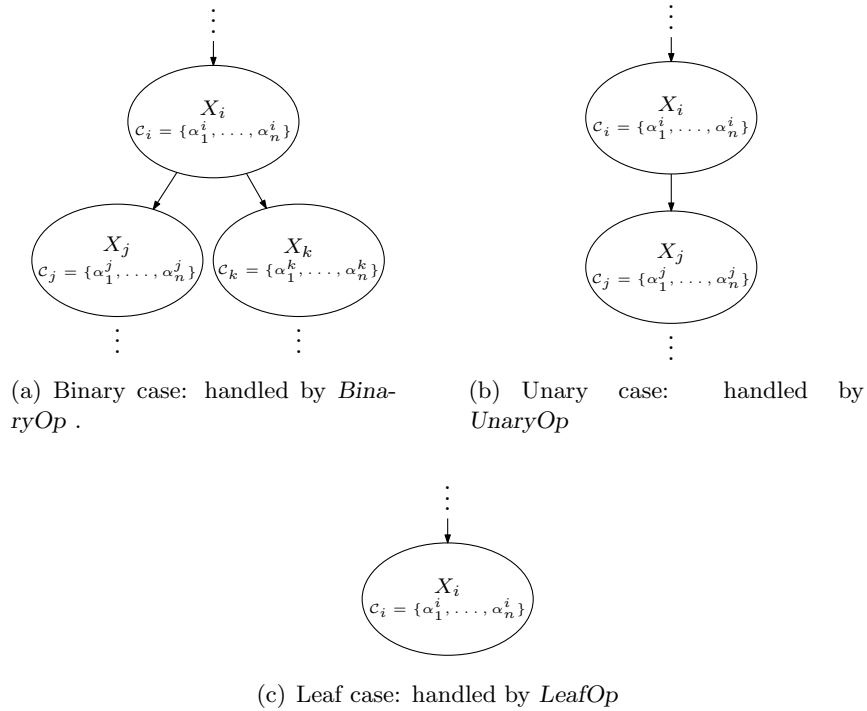 X_i
C_i = {α_1^i, . . . , α_n^i}
X_j
C_j = {α_1^j, . . . , α_n^j}
X_k
C_k = {α_1^k, . . . , α_n^k}
(a) Binary case: handled by Bina-
ryOp .
X_i
C_i = {α_1^i, . . . , α_n^i}
X_j
C_j = {α_1^j, . . . , α_n^j}
(b) Unary case: handled by
UnaryOp
X_i
C_i = {α_1^i, . . . , α_n^i}
(c) Leaf case: handled by LeafOp